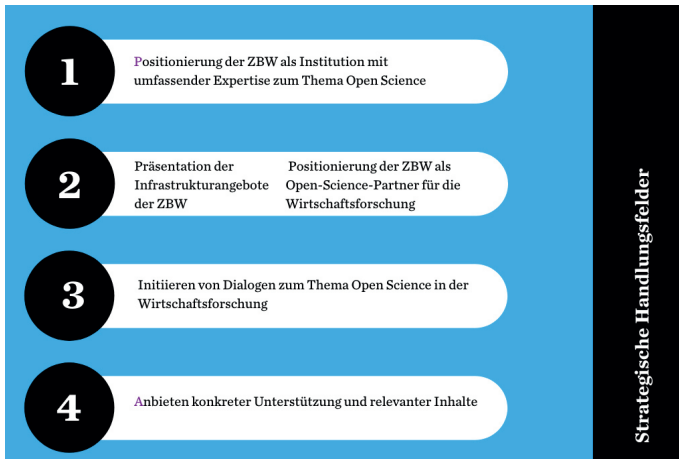 1
Positionierung der ZBW als Institution mit
umfassender Expertise zum Thema Open Science
2
Präsentation der
Infrastrukturangebote
der ZBW
Positionierung der ZBW als
Open-Science-Partner für die
Wirtschaftsforschung
3
Initiieren von Dialogen zum Thema Open Science in der
Wirtschaftsforschung
4
Anbieten konkreter Unterstützung und relevanter Inhalte
Strategische Handlungsfelder